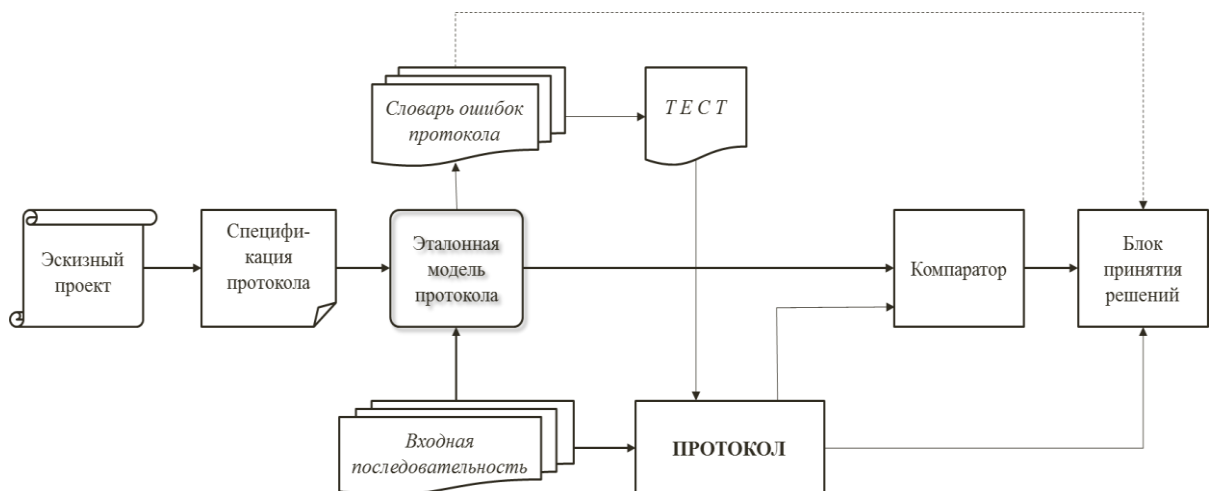 Словарь ошибок
протокола
Т Е С Т
Эскизный
проект
Специфи-
кация
протокола
Эталонная
модель
протокола
Компаратор
Блок
принятия
решений
Входная
последовательность
ПРОТОКОЛ